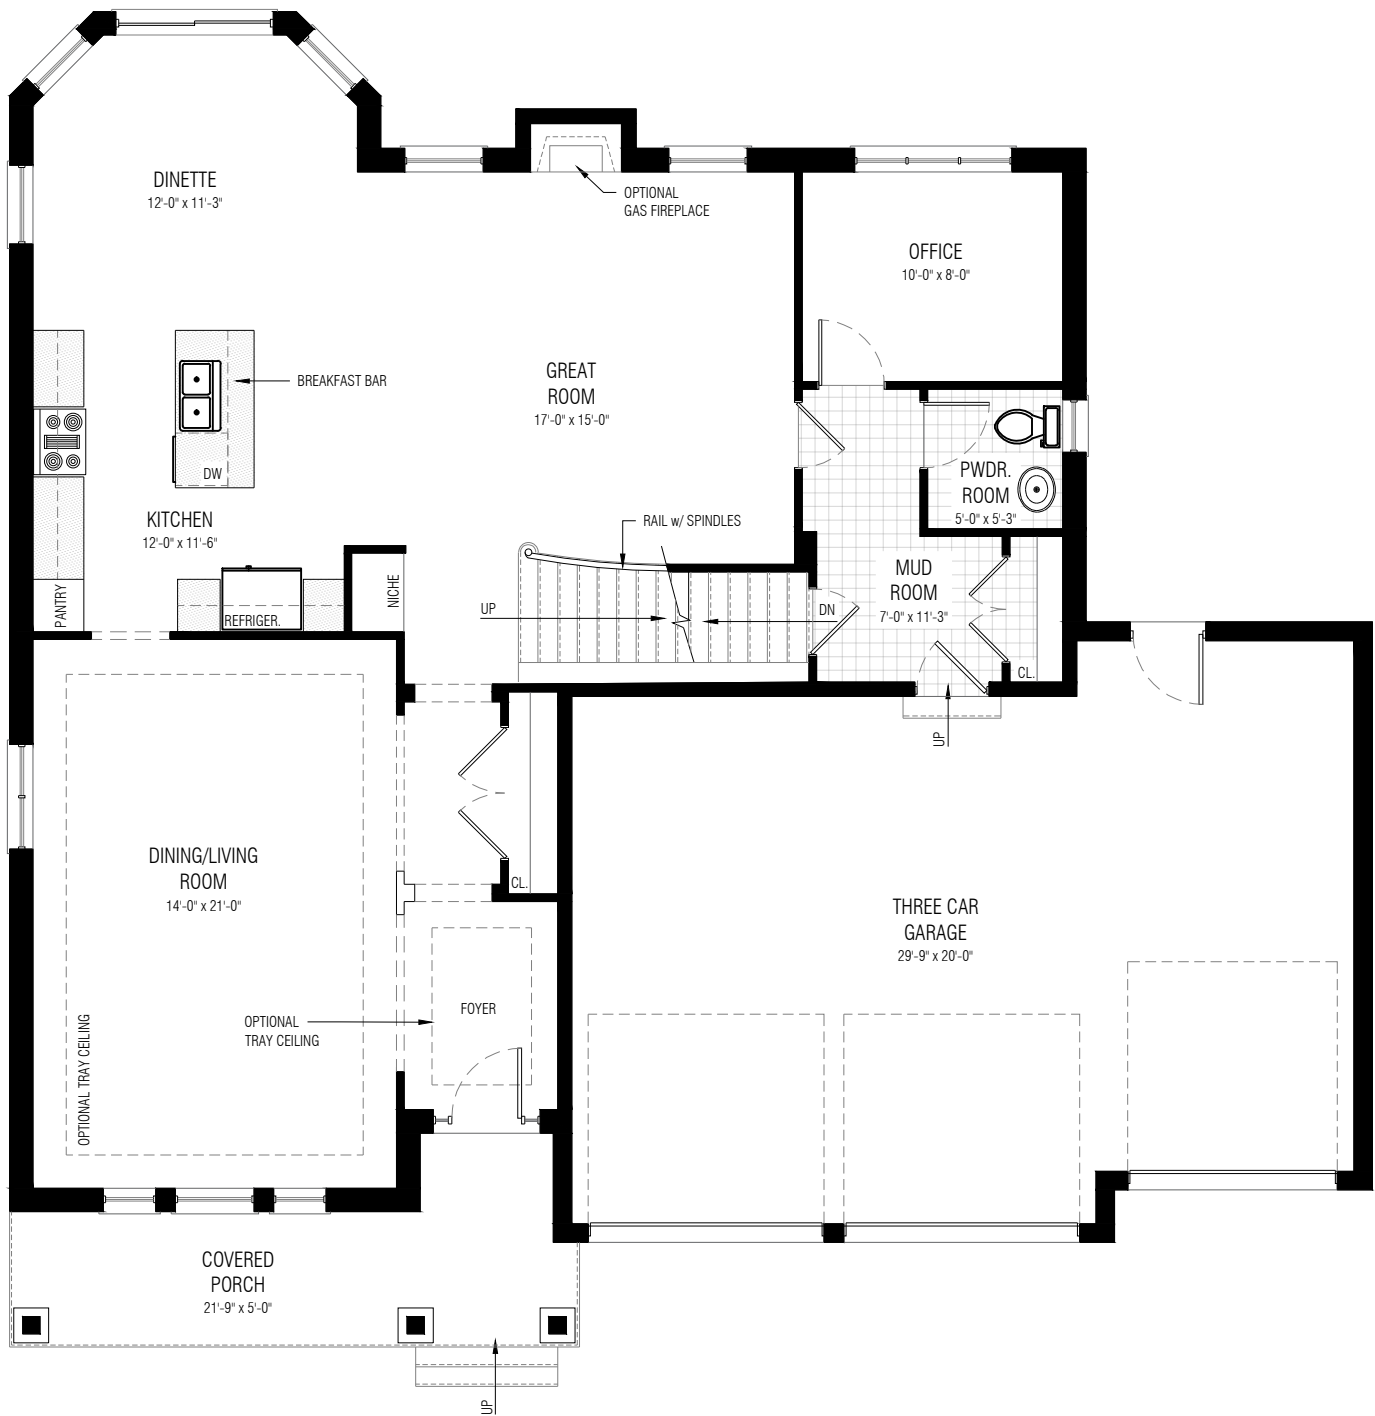 DINETTE
12'-0" x 11'-3"
OPTIONAL
GAS FIREPLACE
OFFICE
10'-0" x 8'-0"
BREAKFAST BAR
GREAT
ROOM
17'-0" x 15'-0"
DW
PWDR.
ROOM
5'-0" x 5'-3"
KITCHEN
12'-0" x 11'-6"
RAIL w/ SPINDLES
PANTRY
REFRIGER.
NICHE
UP
DN
MUD
ROOM
7'-0" x 11'-3"
CL.
UP
DINING/LIVING
ROOM
14'-0" x 21'-0"
CL.
THREE CAR
GARAGE
29'-9" x 20'-0"
FOYER
OPTIONAL
TRAY CEILING
OPTIONAL TRAY CEILING
COVERED
PORCH
21'-9" x 5'-0"
UP